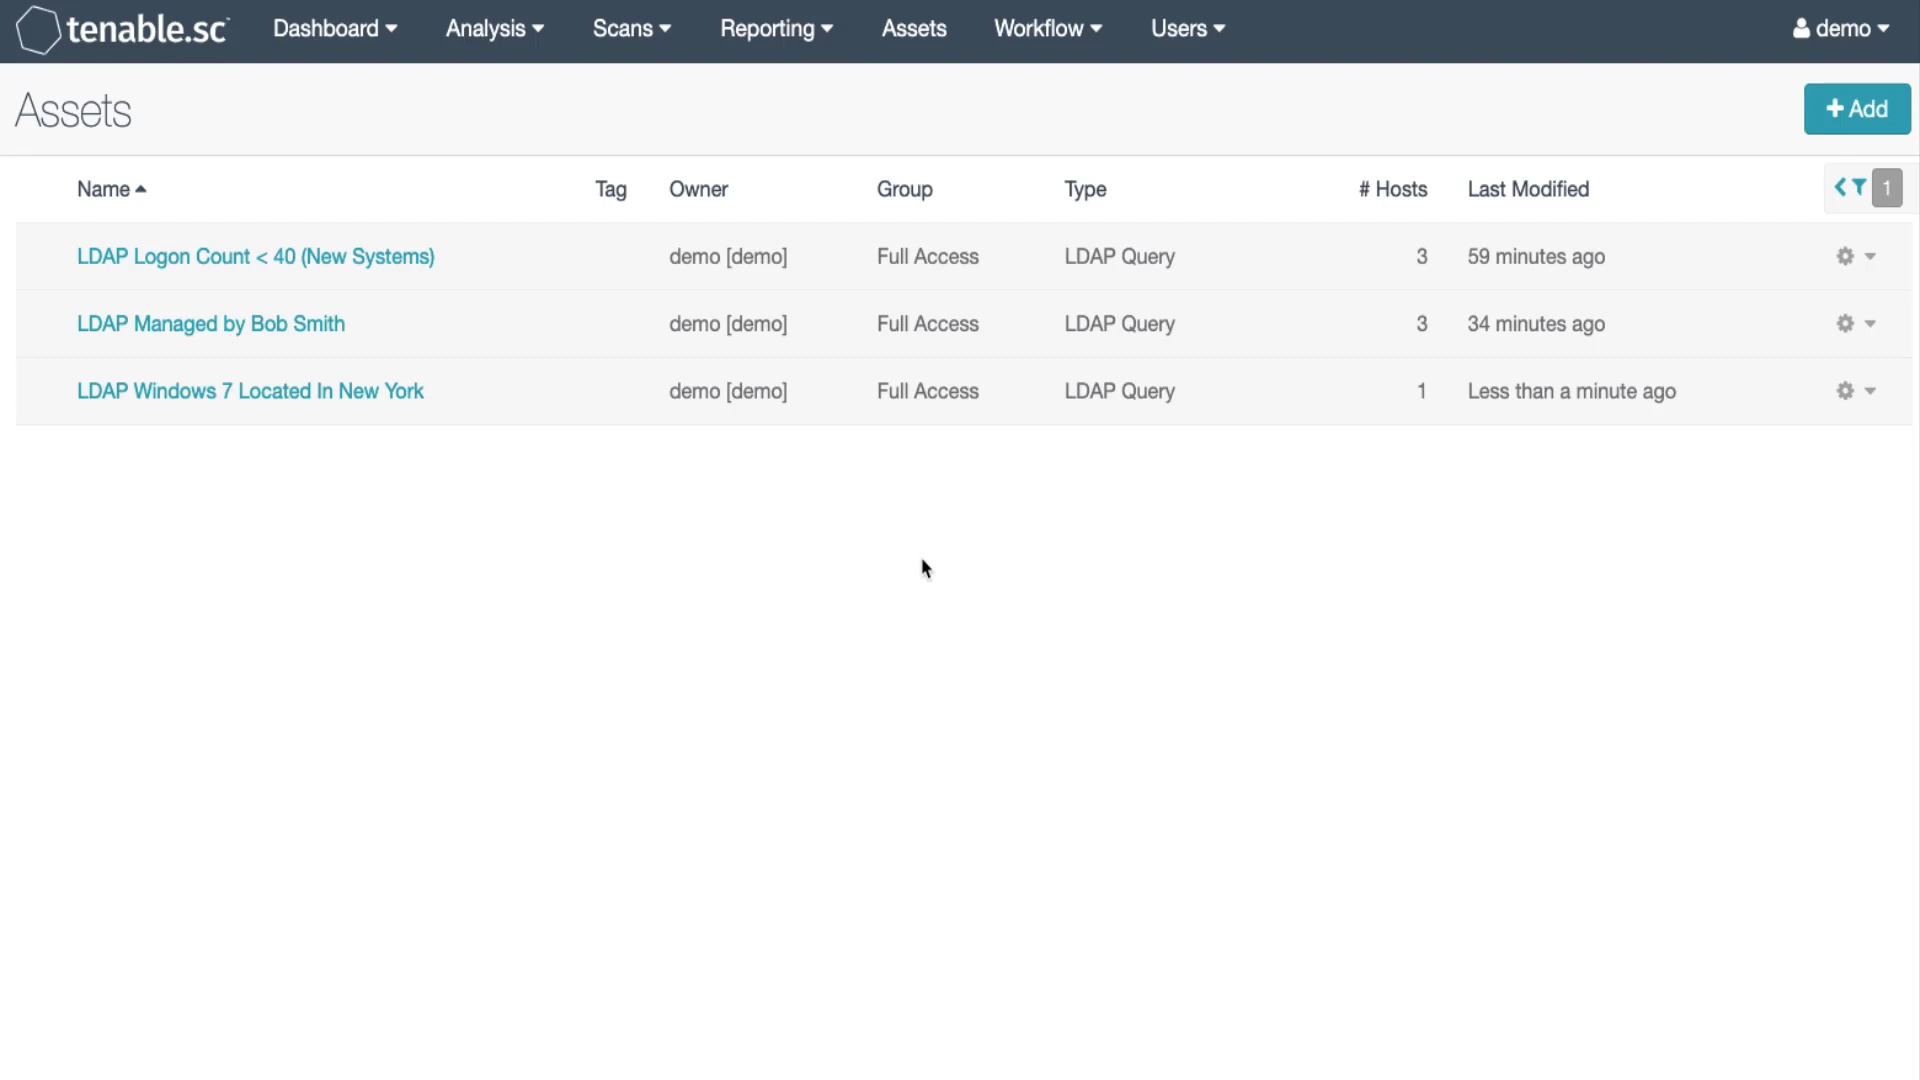 tenable.sc Dashboard Analysis Scans Reporting Assets Workflow Users demo
Assets
+ Add
Name Tag Owner Group Type # Hosts Last Modified 1
LDAP Logon Count < 40 (New Systems) demo [demo] Full Access LDAP Query 3 59 minutes ago
LDAP Managed by Bob Smith demo [demo] Full Access LDAP Query 3 34 minutes ago
LDAP Windows 7 Located In New York demo [demo] Full Access LDAP Query 1 Less than a minute ago